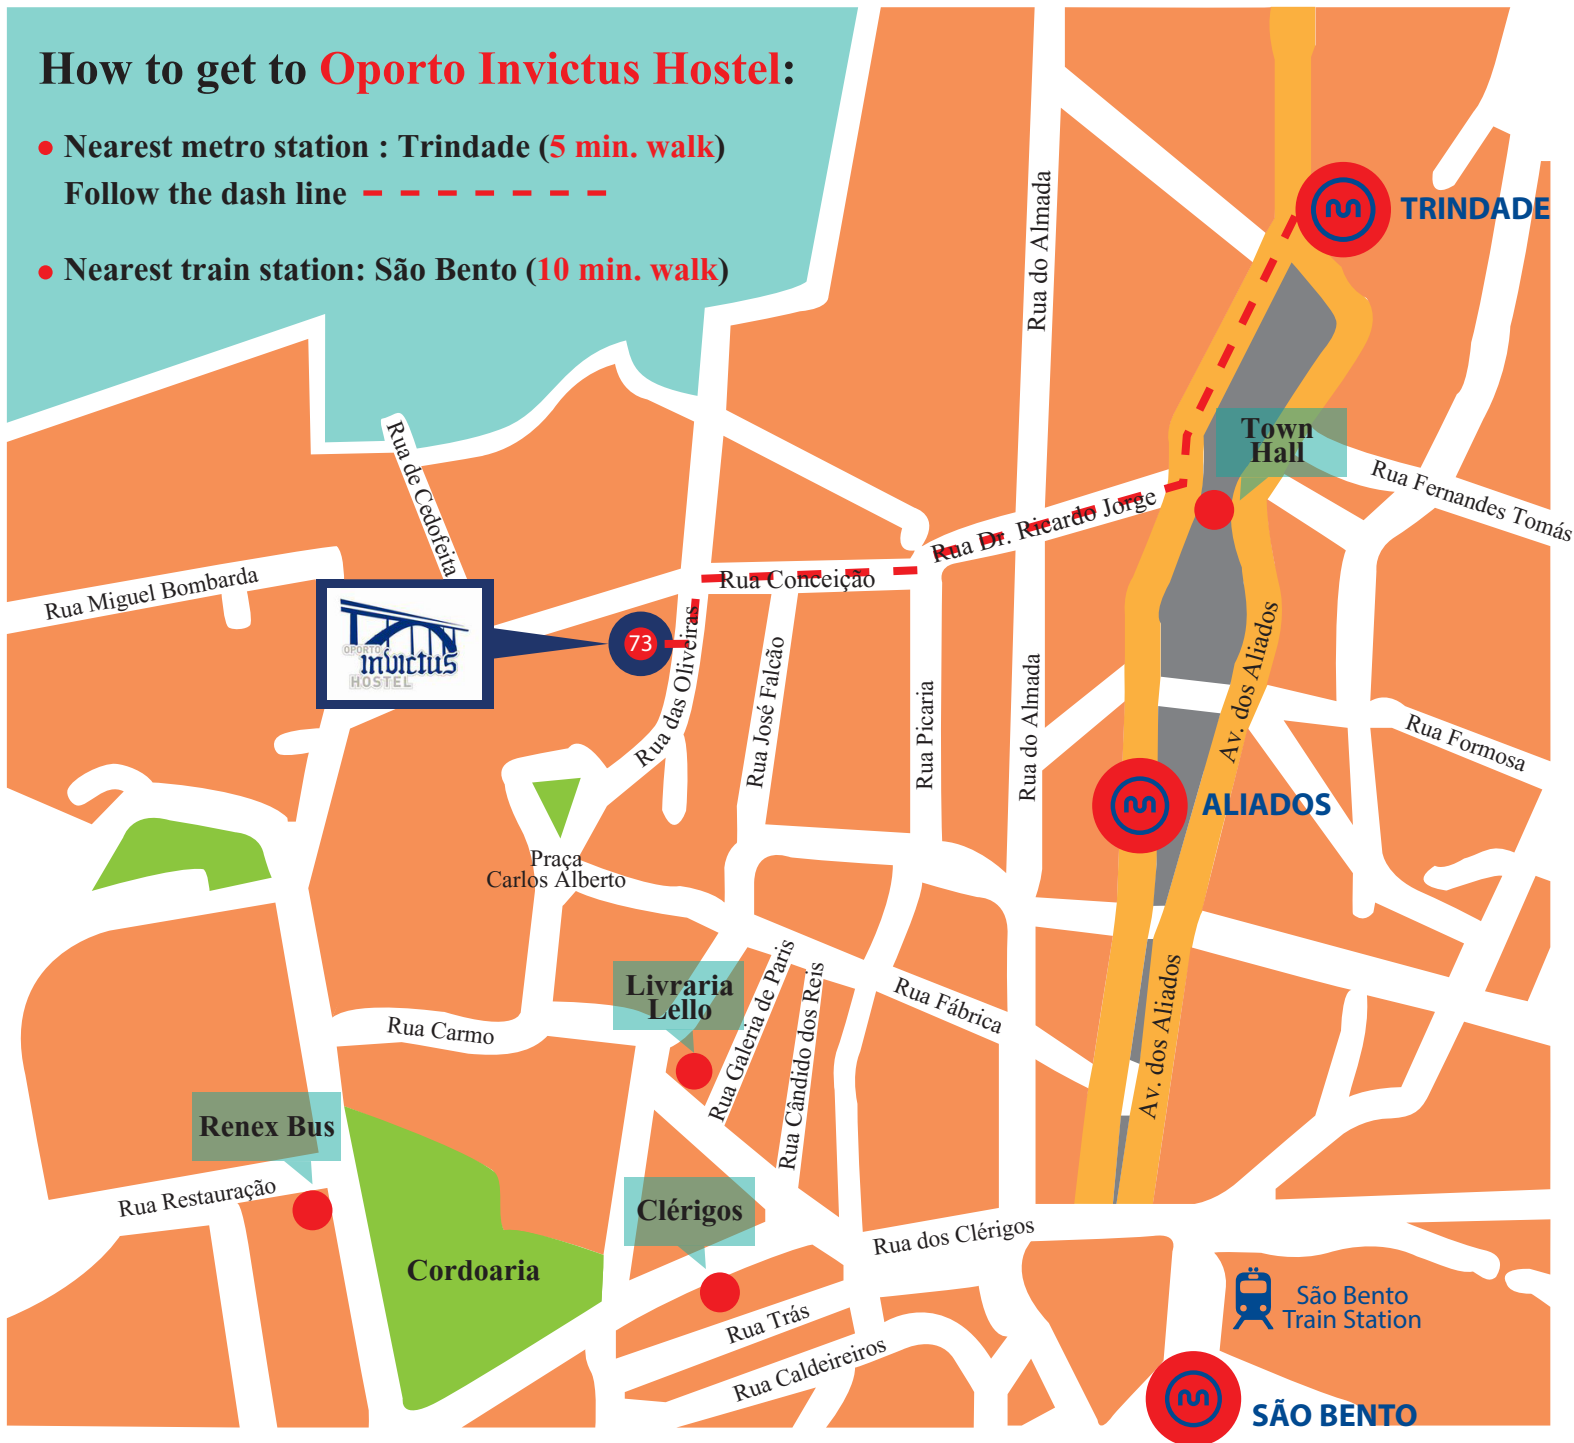 How to get to Oporto Invictus Hostel:
Nearest metro station : Trindade (5 min. walk)
Follow the dash line
Nearest train station: São Bento (10 min. walk)
TRINDADE
Rua do Almada
Town
Hall
Rua Fernandes Tomás
Rua de Cedofeita
Rua Dr. Ricardo Jorge
Rua Miguel Bombarda
Rua Conceição
OPORTO
invictus
HOSTEL
73
Rua das Oliveiras
Rua José Falcão
Rua Picaria
Rua do Almada
Av. dos Aliados
Rua Formosa
ALIADOS
Praça
Carlos Alberto
Livraria
Lello
Rua Galeria de Paris
Rua Cândido dos Reis
Rua Fábrica
Rua Carmo
Av. dos Aliados
Renex Bus
Rua Restauração
Clérigos
Rua dos Clérigos
Cordoaria
Rua Trás
Rua Caldeireiros
São Bento
Train Station
SÃO BENTO